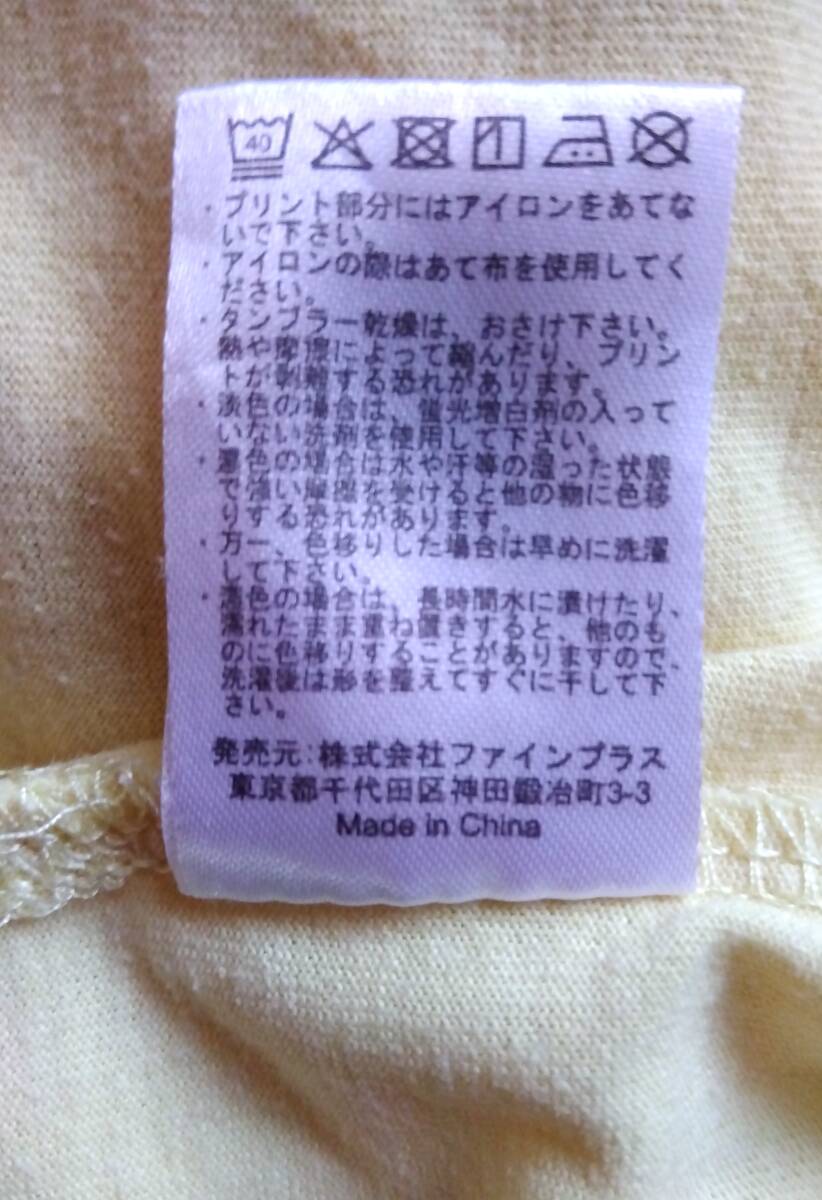 40
・プリント部分にはアイロンをあてな
いで下さい。
・アイロンの際はあて布を使用してく
ださい。
・タンブラー乾燥は、おさけ下さい。
熱や摩擦によって縮んだり、プリン
トが剥離する恐れがあります。
・淡色の場合は、蛍光増白剤の入って
いない洗剤を使用して下さい。
・濃色の場合は水や汗等の湿った状態
で強い摩擦を受けると他の物に色移
りする恐れがあります。
・万一、色移りした場合は早めに洗濯
して下さい。
・濃色の場合は、長時間水に漬けたり、
濡れたまま重ね置きすると、他のも
のに色移りすることがありますので、
洗濯後は形を整えてすぐに干して下
さい。
発売元：株式会社ファインプラス
東京都千代田区神田鍛冶町3-3
Made in China